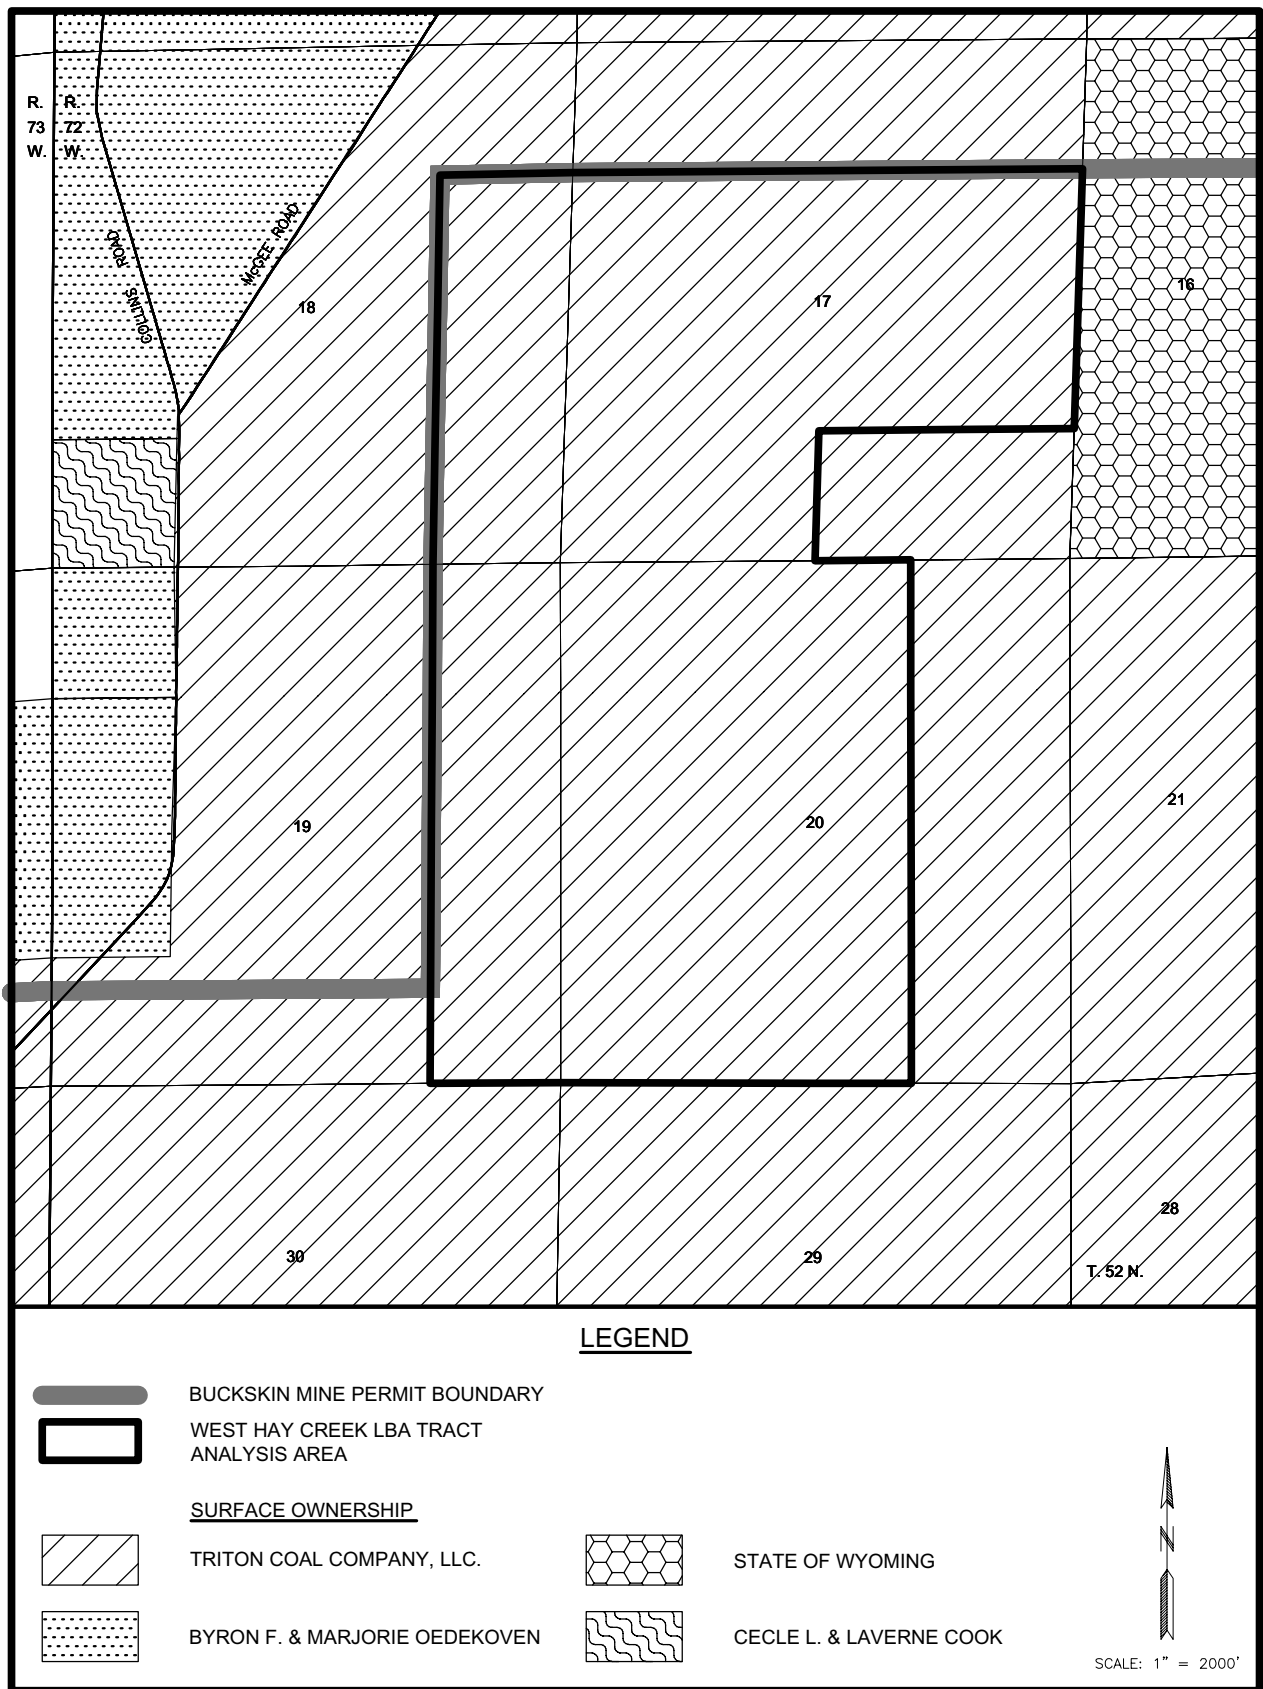 R. R.
73 72
W. W.
COLLINS ROAD
McGEE ROAD
18
17
16
19
20
21
30
29
28
T. 52 N.
LEGEND
BUCKSKIN MINE PERMIT BOUNDARY
WEST HAY CREEK LBA TRACT
ANALYSIS AREA
SURFACE OWNERSHIP
TRITON COAL COMPANY, LLC.
STATE OF WYOMING
BYRON F. & MARJORIE OEDEKOVEN
CECLE L. & LAVERNE COOK
N
SCALE: 1" = 2000'